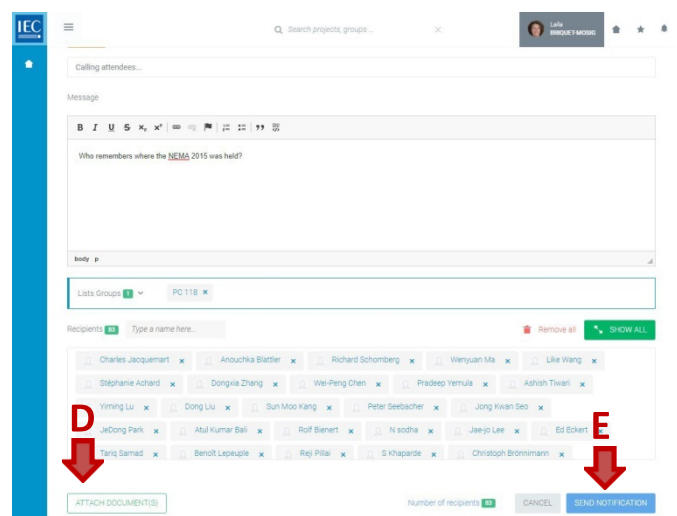 IEC
Search projects, groups ...
Laila
BRIQUET-MOSIG
Calling attendees...
Message
B I U S x₂ x²
Who remembers where the NEMA 2015 was held?
body p
Lists Groups 1 PC 118 ×
Recipients 83 Type a name here... Remove all SHOW ALL
Charles Jacquemart × Anouchka Blattler × Richard Schomberg × Wenyuan Ma × Like Wang ×
Stéphanie Achard × Dongxia Zhang × Wei-Peng Chen × Pradeep Yemula × Ashish Tiwari ×
Yiming Lu × Dong Liu × Sun Moo Kang × Peter Seebacher × Jong Kwan Seo ×
D
E
JeDong Park × Atul Kumar Bali × Rolf Bienert × N sodha × Jae-jo Lee × Ed Eckert
Tariq Samad × Benoît Lepeuple × Reji Pillai × S Khaparde × Christoph Brönnimann ×
ATTACH DOCUMENT(S) Number of recipients 83 CANCEL SEND NOTIFICATION